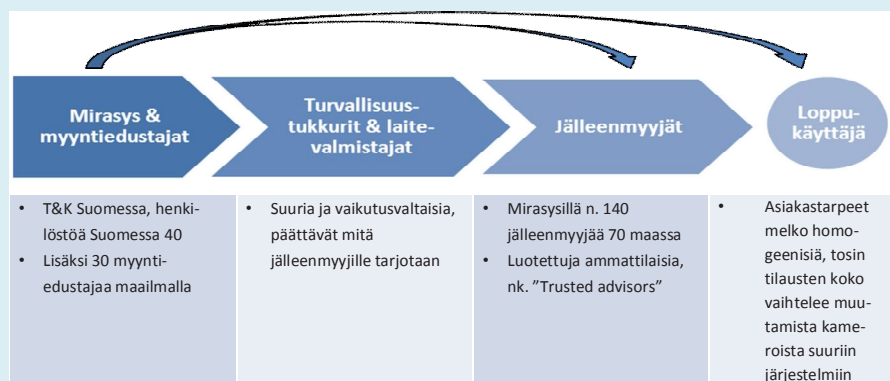 Mirasys &
myyntiedustajat
Turvallisuus-
tukkurit & laite-
valmistajat
Jälleenmyyjät
Loppu-
käyttäjä
• T&K Suomessa, henki-
löstöä Suomessa 40
• Lisäksi 30 myynti-
edustajaa maailmalla
• Suuria ja vaikutusvaltaisia,
päättävät mitä
jälleenmyyjille tarjotaan
• Mirasysillä n. 140
jälleenmyyjää 70 maassa
• Luotettuja ammattilaisia,
nk. ”Trusted advisors”
• Asiakastarpeet
melko homo-
geenisiä, tosin
tilausten koko
vaihtelee muu-
tamista kame-
roista suuriin
järjestelmiin